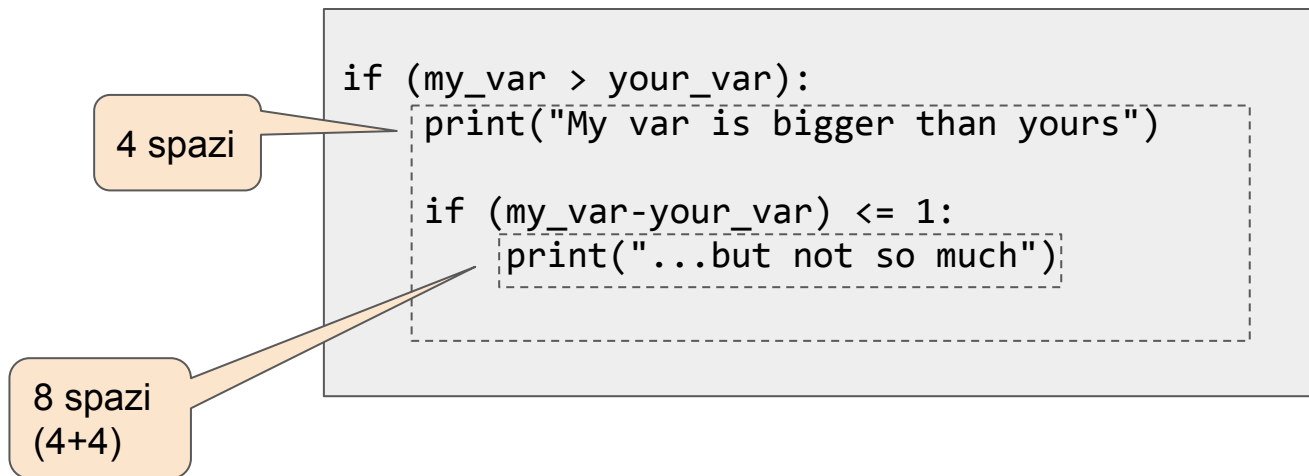 if (my_var > your_var):
print("My var is bigger than yours")
if (my_var-your_var) <= 1:
print("...but not so much")
4 spazi
8 spazi
(4+4)